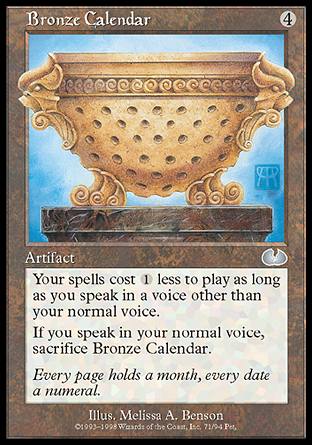 Bronze Calendar 4
Artifact
Your spells cost 1 less to play as long
as you speak in a voice other than
your normal voice.
If you speak in your normal voice,
sacrifice Bronze Calendar.
Every page holds a month, every date
a numeral.
Illus. Melissa A. Benson
©1993–1998 Wizards of the Coast, Inc. 71/94 Pet,